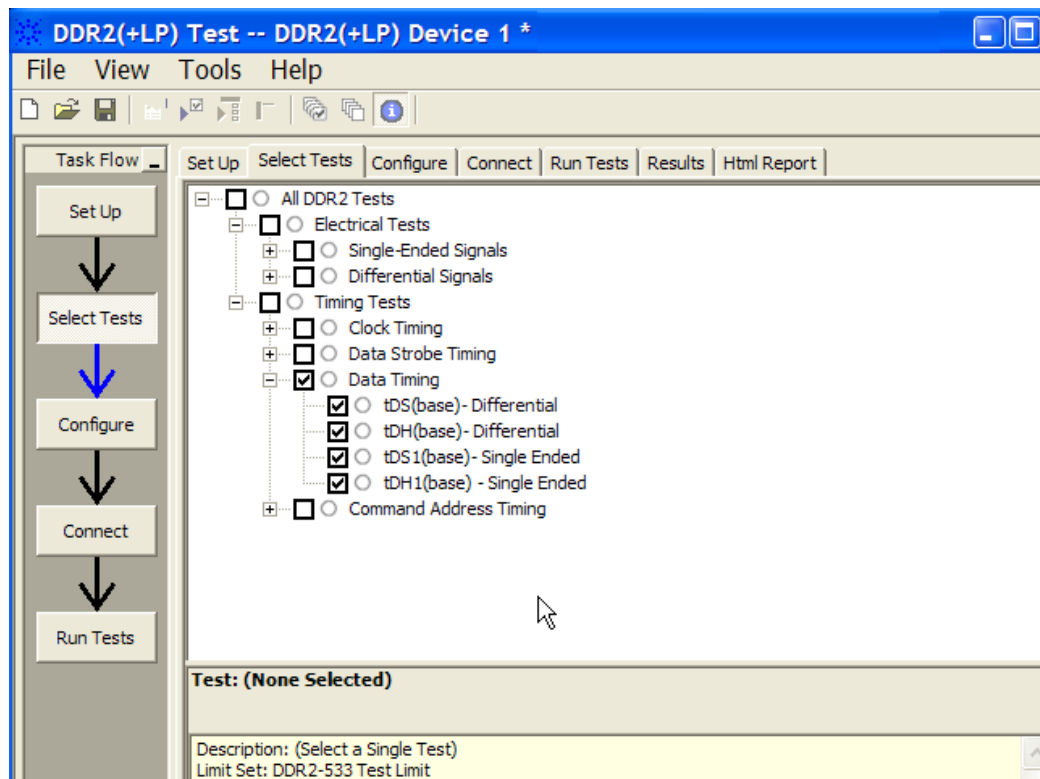 DDR2(+LP) Test -- DDR2(+LP) Device 1 *
File View Tools Help
Task Flow
Set Up
Select Tests
Configure
Connect
Run Tests
Set Up Select Tests Configure Connect Run Tests Results Html Report
All DDR2 Tests
Electrical Tests
Single-Ended Signals
Differential Signals
Timing Tests
Clock Timing
Data Strobe Timing
Data Timing
tDS(base)- Differential
tDH(base)- Differential
tDS1(base)- Single Ended
tDH1(base) - Single Ended
Command Address Timing
Test: (None Selected)
Description: (Select a Single Test)
Limit Set: DDR2-533 Test Limit